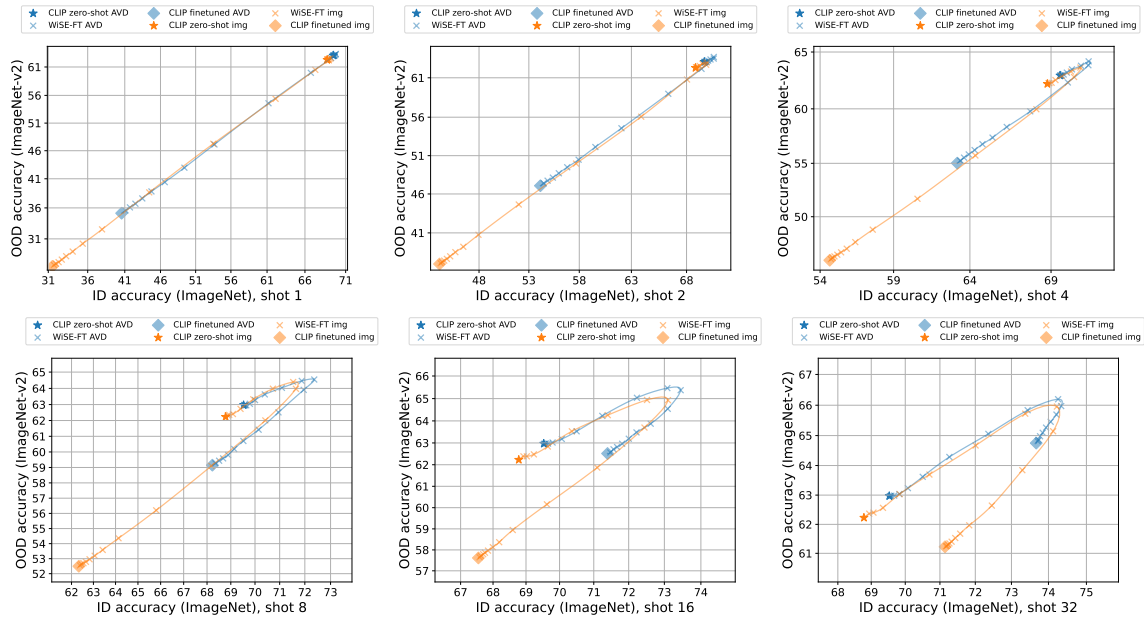 CLIP zero-shot AVD CLIP finetuned AVD WiSE-FT img
WiSE-FT AVD CLIP zero-shot img CLIP finetuned img
CLIP zero-shot AVD CLIP finetuned AVD WiSE-FT img
WiSE-FT AVD CLIP zero-shot img CLIP finetuned img
CLIP zero-shot AVD CLIP finetuned AVD WiSE-FT img
WiSE-FT AVD CLIP zero-shot img CLIP finetuned img
OOD accuracy (ImageNet-v2)
61
56
51
46
41
36
31
31 36 41 46 51 56 61 66 71
ID accuracy (ImageNet), shot 1
OOD accuracy (ImageNet-v2)
61
56
51
46
41
48 53 58 63 68
ID accuracy (ImageNet), shot 2
OOD accuracy (ImageNet-v2)
65
60
55
50
54 59 64 69
ID accuracy (ImageNet), shot 4
CLIP zero-shot AVD CLIP finetuned AVD WiSE-FT img
WiSE-FT AVD CLIP zero-shot img CLIP finetuned img
CLIP zero-shot AVD CLIP finetuned AVD WiSE-FT img
WiSE-FT AVD CLIP zero-shot img CLIP finetuned img
CLIP zero-shot AVD CLIP finetuned AVD WiSE-FT img
WiSE-FT AVD CLIP zero-shot img CLIP finetuned img
OOD accuracy (ImageNet-v2)
65
64
63
62
61
60
59
58
57
56
55
54
53
52
62 63 64 65 66 67 68 69 70 71 72 73
ID accuracy (ImageNet), shot 8
OOD accuracy (ImageNet-v2)
66
65
64
63
62
61
60
59
58
57
67 68 69 70 71 72 73 74
ID accuracy (ImageNet), shot 16
OOD accuracy (ImageNet-v2)
67
66
65
64
63
62
61
68 69 70 71 72 73 74 75
ID accuracy (ImageNet), shot 32